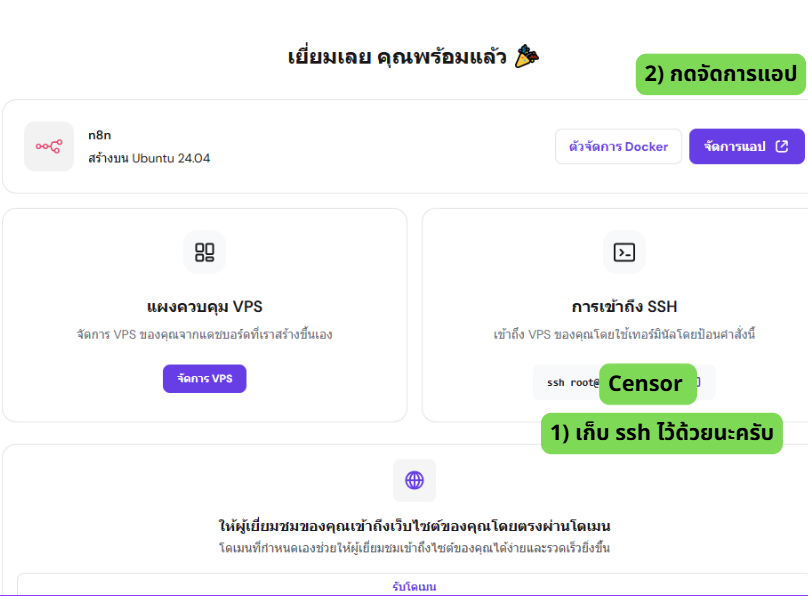 เยี่ยมเลย คุณพร้อมแล้ว 🎉
2) กดจัดการแอป
n8n
สร้างบน Ubuntu 24.04
ตัวจัดการ Docker
จัดการแอป
แผงควบคุม VPS
จัดการ VPS ของคุณจากแดชบอร์ดที่เราสร้างขึ้นเอง
จัดการ VPS
การเข้าถึง SSH
เข้าถึง VPS ของคุณโดยใช้เทอร์มินัลโดยป้อนคำสั่งนี้
ssh root@
Censor
1) เก็บ ssh ไว้ด้วยนะครับ
ให้ผู้เยี่ยมชมของคุณเข้าถึงเว็บไซต์ของคุณโดยตรงผ่านโดเมน
โดเมนที่กำหนดเองช่วยให้ผู้เยี่ยมชมเข้าถึงไซต์ของคุณได้ง่ายและรวดเร็วยิ่งขึ้น
รับโดเมน